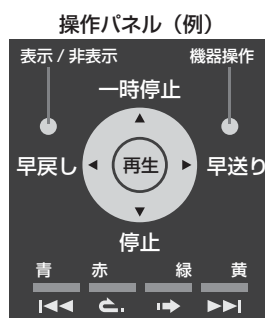 操作パネル（例）
表示 / 非表示 機器操作
一時停止
早戻し 再生 早送り
停止
青 赤 緑 黄